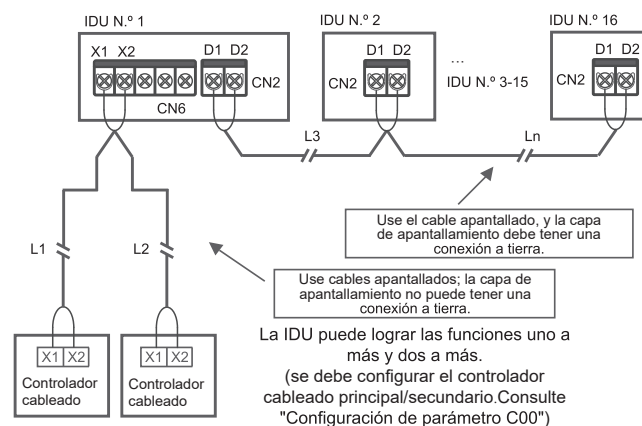 IDU N.º 1
IDU N.º 2
IDU N.º 16
X1 X2
D1 D2
D1 D2
D1 D2
...
CN2
CN2
IDU N.º 3-15
CN2
CN6
L3
Ln
Use el cable apantallado, y la capa
de apantallamiento debe tener una
conexión a tierra.
L1
L2
Use cables apantallados; la capa de
apantallamiento no puede tener una
conexión a tierra.
X1 X2
X1 X2
Controlador
cableado
Controlador
cableado
La IDU puede lograr las funciones uno a
más y dos a más.
(se debe configurar el controlador
cableado principal/secundario.Consulte
"Configuración de parámetro C00")